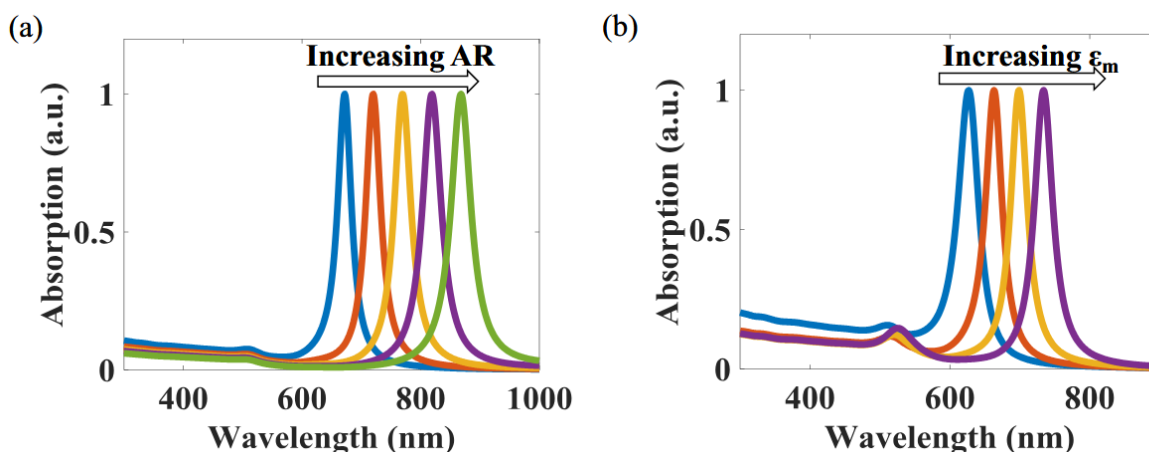 (a)
Increasing AR
Absorption (a.u.)
1
0.5
0
400 600 800 1000
Wavelength (nm)
(b)
Increasing εm
Absorption (a.u.)
1
0.5
0
400 600 800
Wavelength (nm)